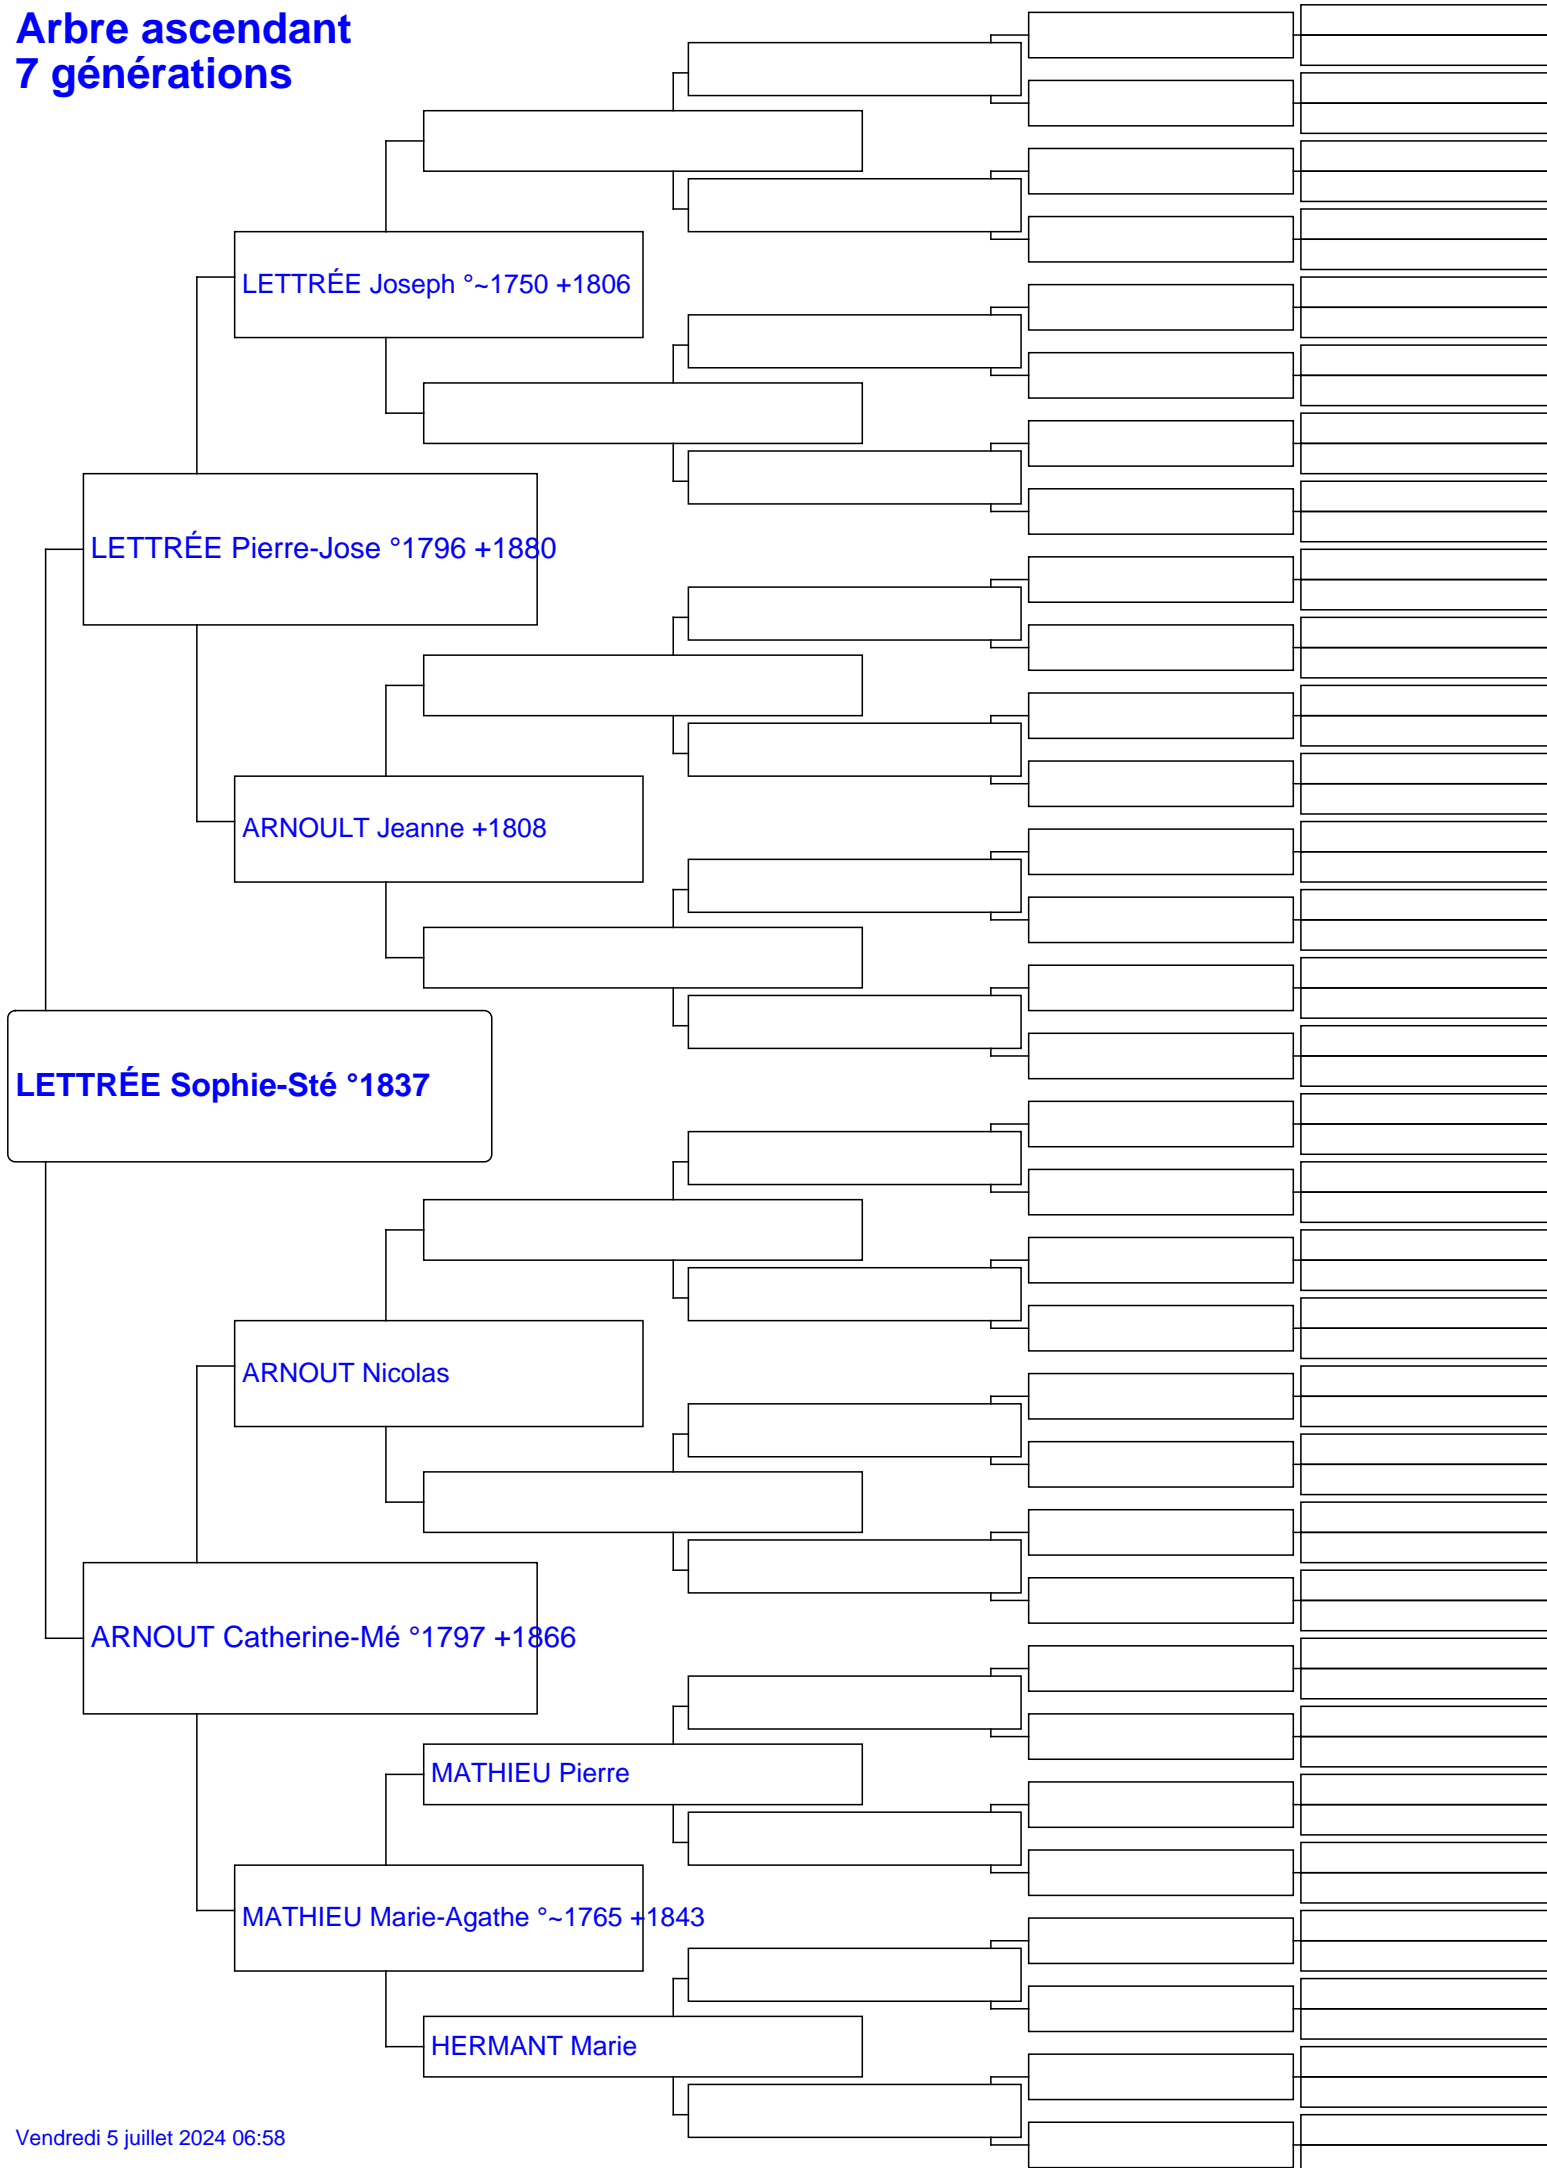 Arbre ascendant
7 générations
LETTRÉE Joseph °~1750 +1806
LETTRÉE Pierre-Jose °1796 +1880
ARNOULT Jeanne +1808
LETTRÉE Sophie-Sté °1837
ARNOUT Nicolas
ARNOUT Catherine-Mé °1797 +1866
MATHIEU Pierre
MATHIEU Marie-Agathe °~1765 +1843
HERMANT Marie
Vendredi 5 juillet 2024 06:58